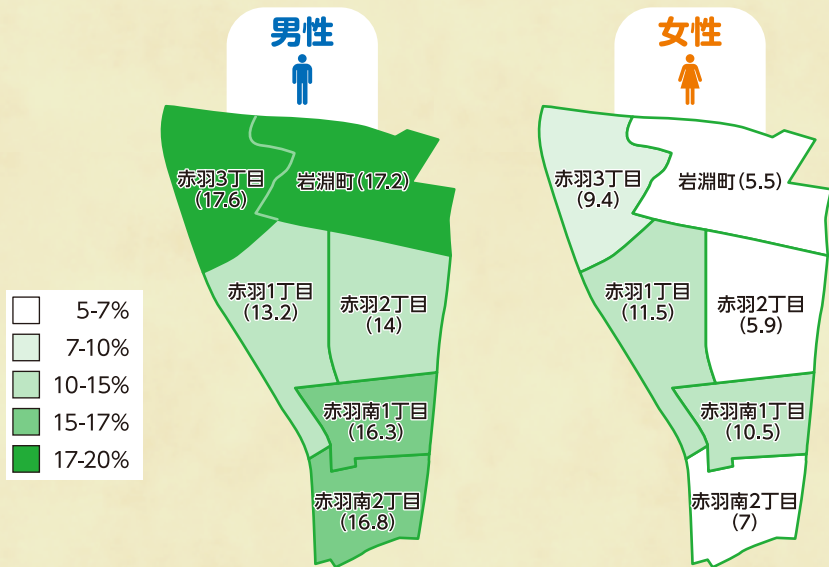 男性
赤羽3丁目
(17.6)
岩淵町(17.2)
赤羽1丁目
(13.2)
赤羽2丁目
(14)
赤羽南1丁目
(16.3)
赤羽南2丁目
(16.8)
女性
赤羽3丁目
(9.4)
岩淵町(5.5)
赤羽1丁目
(11.5)
赤羽2丁目
(5.9)
赤羽南1丁目
(10.5)
赤羽南2丁目
(7)
5-7%
7-10%
10-15%
15-17%
17-20%